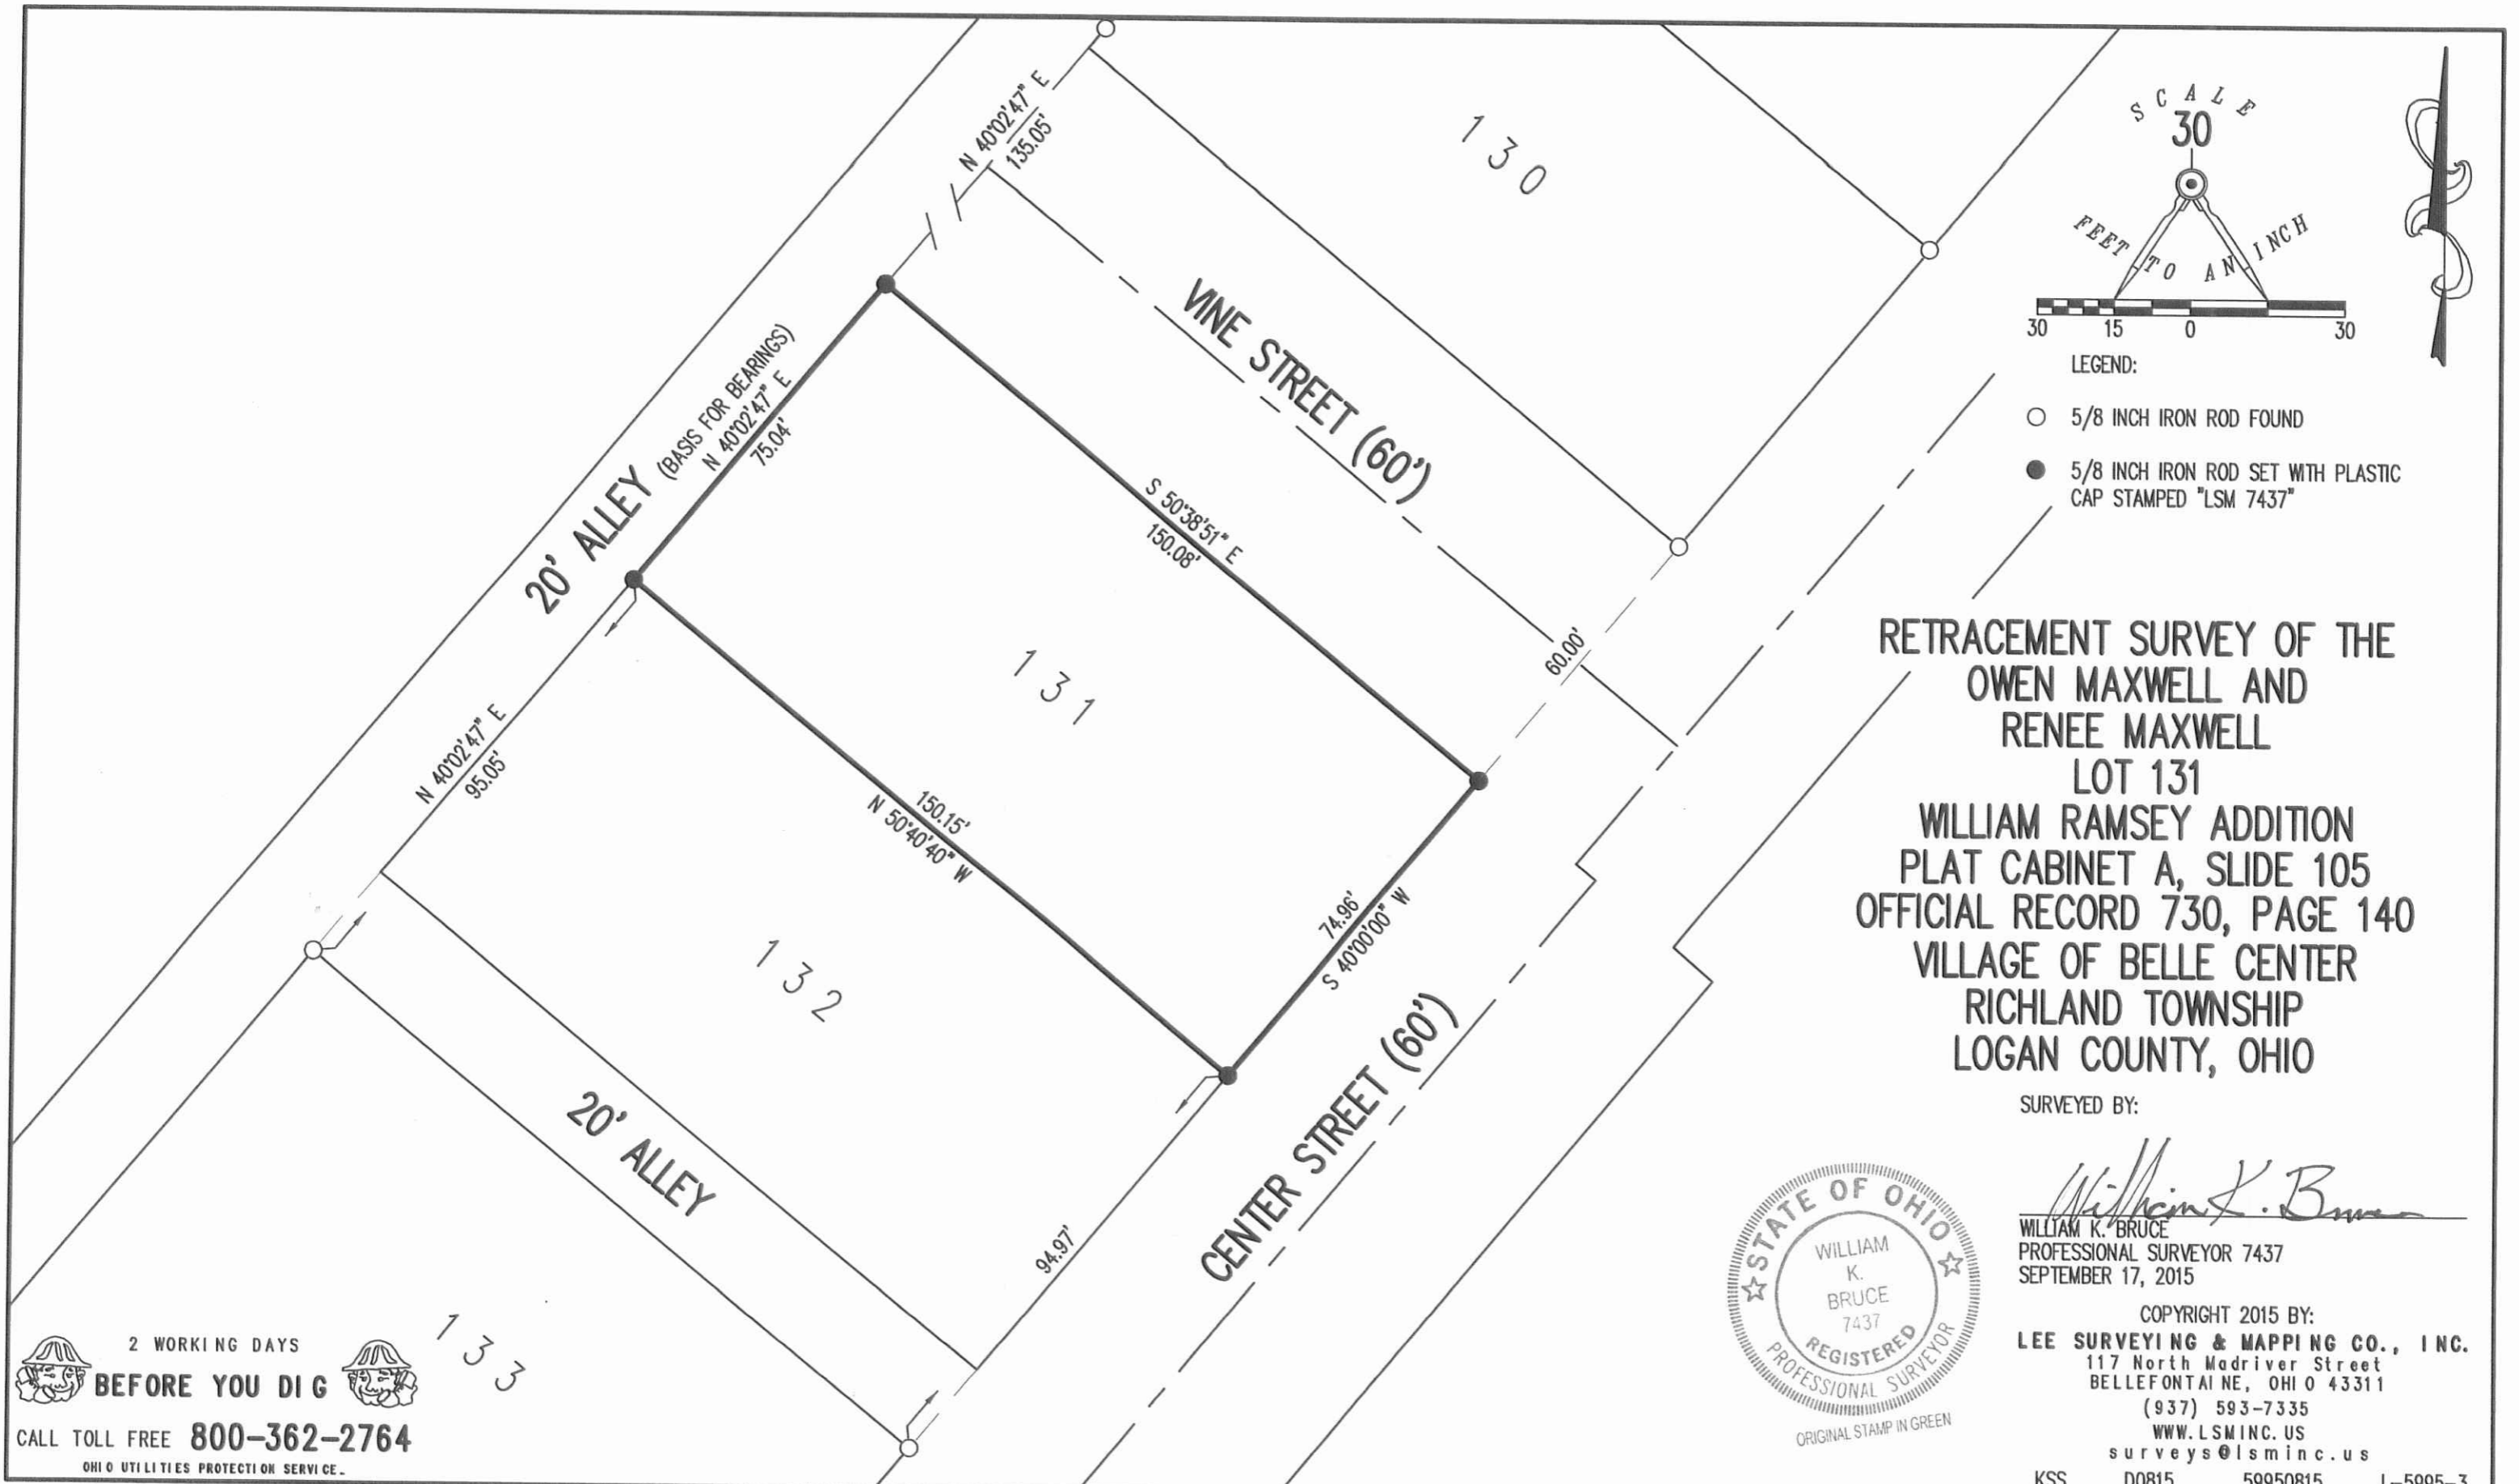 N 40°02'47" E
135.05'
130
SCALE
30
FEET TO AN INCH
30 15 0 30
LEGEND:
5/8 INCH IRON ROD FOUND
5/8 INCH IRON ROD SET WITH PLASTIC
CAP STAMPED "LSM 7437"
VINE STREET (60')
20' ALLEY (BASIS FOR BEARINGS)
N 40°02'47" E
75.04'
S 50°38'51" E
150.08'
60.00'
131
N 40°02'47" E
95.05'
150.15'
N 50°40'40" W
74.96'
S 40°00'00" W
132
20' ALLEY
CENTER STREET (60')
94.97'
133
RETRACEMENT SURVEY OF THE
OWEN MAXWELL AND
RENEE MAXWELL
LOT 131
WILLIAM RAMSEY ADDITION
PLAT CABINET A, SLIDE 105
OFFICIAL RECORD 730, PAGE 140
VILLAGE OF BELLE CENTER
RICHLAND TOWNSHIP
LOGAN COUNTY, OHIO
SURVEYED BY:
William K. Bruce
WILLIAM K. BRUCE
PROFESSIONAL SURVEYOR 7437
SEPTEMBER 17, 2015
STATE OF OHIO
WILLIAM
K.
BRUCE
7437
REGISTERED
PROFESSIONAL SURVEYOR
ORIGINAL STAMP IN GREEN
COPYRIGHT 2015 BY:
LEE SURVEYING & MAPPING CO., INC.
117 North Madriver Street
BELLEFONTAINE, OHIO 43311
(937) 593-7335
WWW.LSMINC.US
surveys@lsminc.us
KSS D0815 59950815 L-5995-3
2 WORKING DAYS
BEFORE YOU DIG
CALL TOLL FREE 800-362-2764
OHIO UTILITIES PROTECTION SERVICE.